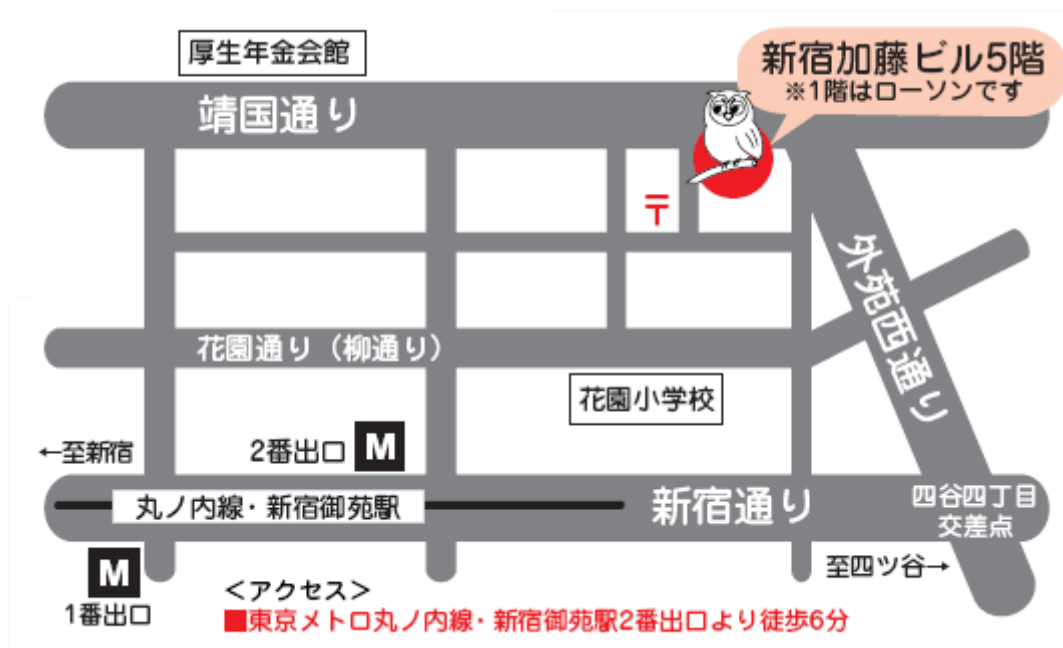 厚生年金会館
新宿加藤ビル5階
※1階はローソンです
靖国通り
〒
外苑西通り
花園通り（柳通り）
花園小学校
2番出口 M
←至新宿
丸ノ内線・新宿御苑駅
新宿通り
四谷四丁目
交差点
M
1番出口
至四ツ谷→
＜アクセス＞
■東京メトロ丸ノ内線・新宿御苑駅2番出口より徒歩6分